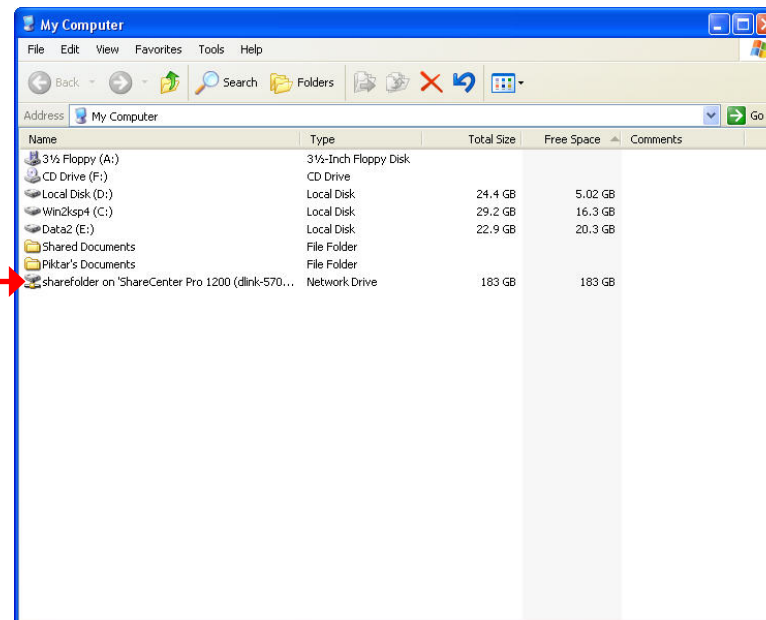 My Computer
File Edit View Favorites Tools Help
Back Search Folders
Address My Computer Go
Name Type Total Size Free Space Comments
3½ Floppy (A:) 3½-Inch Floppy Disk
CD Drive (F:) CD Drive
Local Disk (D:) Local Disk 24.4 GB 5.02 GB
Win2ksp4 (C:) Local Disk 29.2 GB 16.3 GB
Data2 (E:) Local Disk 22.9 GB 20.3 GB
Shared Documents File Folder
Piktar's Documents File Folder
sharefolder on 'ShareCenter Pro 1200 (dlink-570... Network Drive 183 GB 183 GB